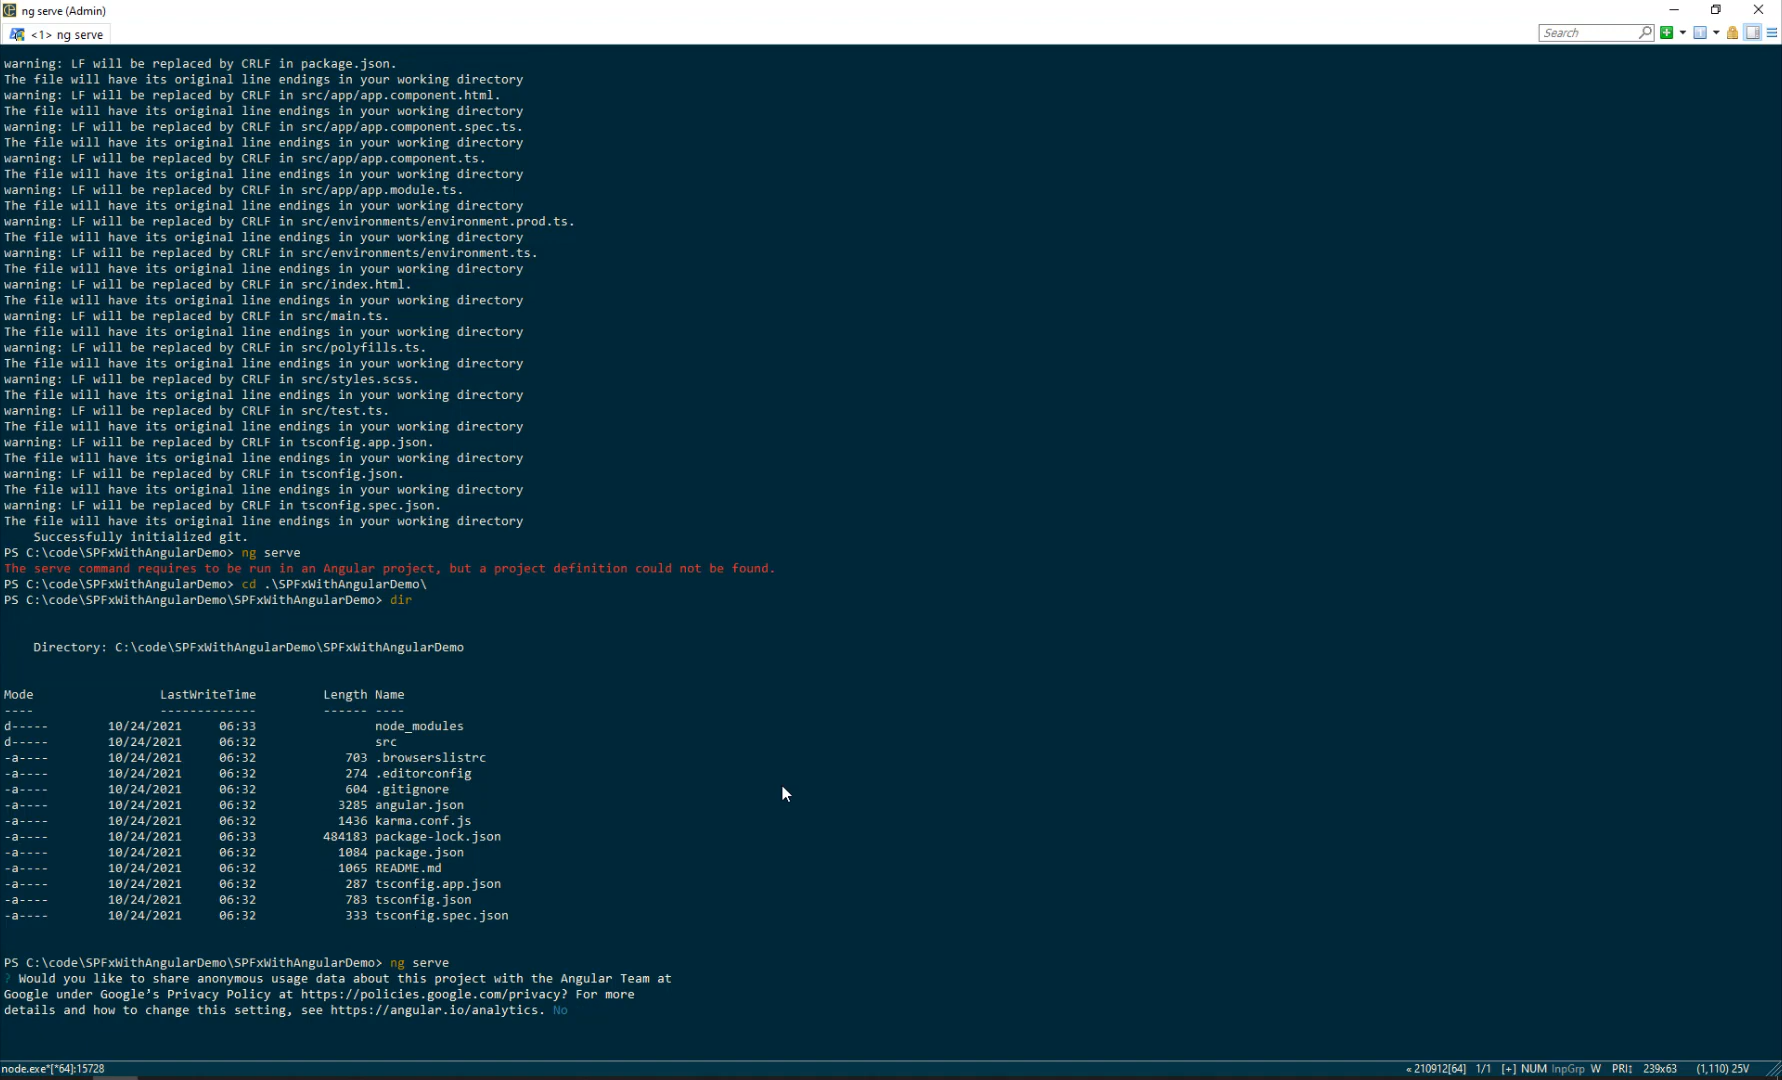 ng serve (Admin)
<1> ng serve
Search
warning: LF will be replaced by CRLF in package.json.
The file will have its original line endings in your working directory
warning: LF will be replaced by CRLF in src/app/app.component.html.
The file will have its original line endings in your working directory
warning: LF will be replaced by CRLF in src/app/app.component.spec.ts.
The file will have its original line endings in your working directory
warning: LF will be replaced by CRLF in src/app/app.component.ts.
The file will have its original line endings in your working directory
warning: LF will be replaced by CRLF in src/app/app.module.ts.
The file will have its original line endings in your working directory
warning: LF will be replaced by CRLF in src/environments/environment.prod.ts.
The file will have its original line endings in your working directory
warning: LF will be replaced by CRLF in src/environments/environment.ts.
The file will have its original line endings in your working directory
warning: LF will be replaced by CRLF in src/index.html.
The file will have its original line endings in your working directory
warning: LF will be replaced by CRLF in src/main.ts.
The file will have its original line endings in your working directory
warning: LF will be replaced by CRLF in src/polyfills.ts.
The file will have its original line endings in your working directory
warning: LF will be replaced by CRLF in src/styles.scss.
The file will have its original line endings in your working directory
warning: LF will be replaced by CRLF in src/test.ts.
The file will have its original line endings in your working directory
warning: LF will be replaced by CRLF in tsconfig.app.json.
The file will have its original line endings in your working directory
warning: LF will be replaced by CRLF in tsconfig.json.
The file will have its original line endings in your working directory
warning: LF will be replaced by CRLF in tsconfig.spec.json.
The file will have its original line endings in your working directory
    Successfully initialized git.
PS C:\code\SPFxWithAngularDemo> ng serve
The serve command requires to be run in an Angular project, but a project definition could not be found.
PS C:\code\SPFxWithAngularDemo> cd .\SPFxWithAngularDemo\
PS C:\code\SPFxWithAngularDemo\SPFxWithAngularDemo> dir
    Directory: C:\code\SPFxWithAngularDemo\SPFxWithAngularDemo
Mode                 LastWriteTime         Length Name
----                 -------------         ------ ----
d-----        10/24/2021     06:33                node_modules
d-----        10/24/2021     06:32                src
-a----        10/24/2021     06:32            703 .browserslistrc
-a----        10/24/2021     06:32            274 .editorconfig
-a----        10/24/2021     06:32            604 .gitignore
-a----        10/24/2021     06:32           3285 angular.json
-a----        10/24/2021     06:32           1436 karma.conf.js
-a----        10/24/2021     06:33         484183 package-lock.json
-a----        10/24/2021     06:32           1084 package.json
-a----        10/24/2021     06:32           1065 README.md
-a----        10/24/2021     06:32            287 tsconfig.app.json
-a----        10/24/2021     06:32            783 tsconfig.json
-a----        10/24/2021     06:32            333 tsconfig.spec.json
PS C:\code\SPFxWithAngularDemo\SPFxWithAngularDemo> ng serve
? Would you like to share anonymous usage data about this project with the Angular Team at
Google under Google’s Privacy Policy at https://policies.google.com/privacy? For more
details and how to change this setting, see https://angular.io/analytics. No
node.exe*[*64]:15728
« 210912[64] 1/1 [+] NUM InpGrp W PRI↕ 239x63 (1,110) 25V